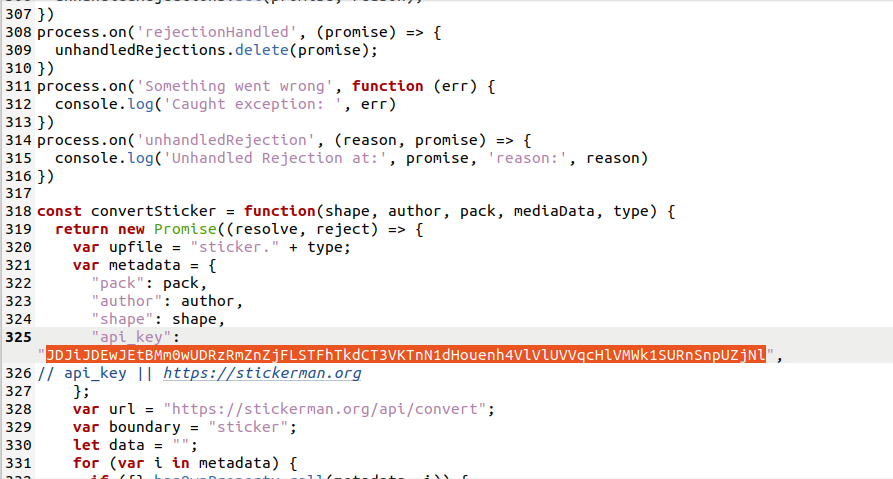 307 })
308 process.on('rejectionHandled', (promise) => {
309 unhandledRejections.delete(promise);
310 })
311 process.on('Something went wrong', function (err) {
312 console.log('Caught exception: ', err)
313 })
314 process.on('unhandledRejection', (reason, promise) => {
315 console.log('Unhandled Rejection at:', promise, 'reason:', reason)
316 })
317
318 const convertSticker = function(shape, author, pack, mediaData, type) {
319 return new Promise((resolve, reject) => {
320 var upfile = "sticker." + type;
321 var metadata = {
322 "pack": pack,
323 "author": author,
324 "shape": shape,
325 "api_key":
"JDJiJDEwJEtBMm0wUDRzRmZnZjFLSTFhTkdCT3VKTnN1dHouenh4VlVlUVVqcHlVMWk1SURnSnpUZjNl",
326 // api_key || https://stickerman.org
327 };
328 var url = "https://stickerman.org/api/convert";
329 var boundary = "sticker";
330 let data = "";
331 for (var i in metadata) {